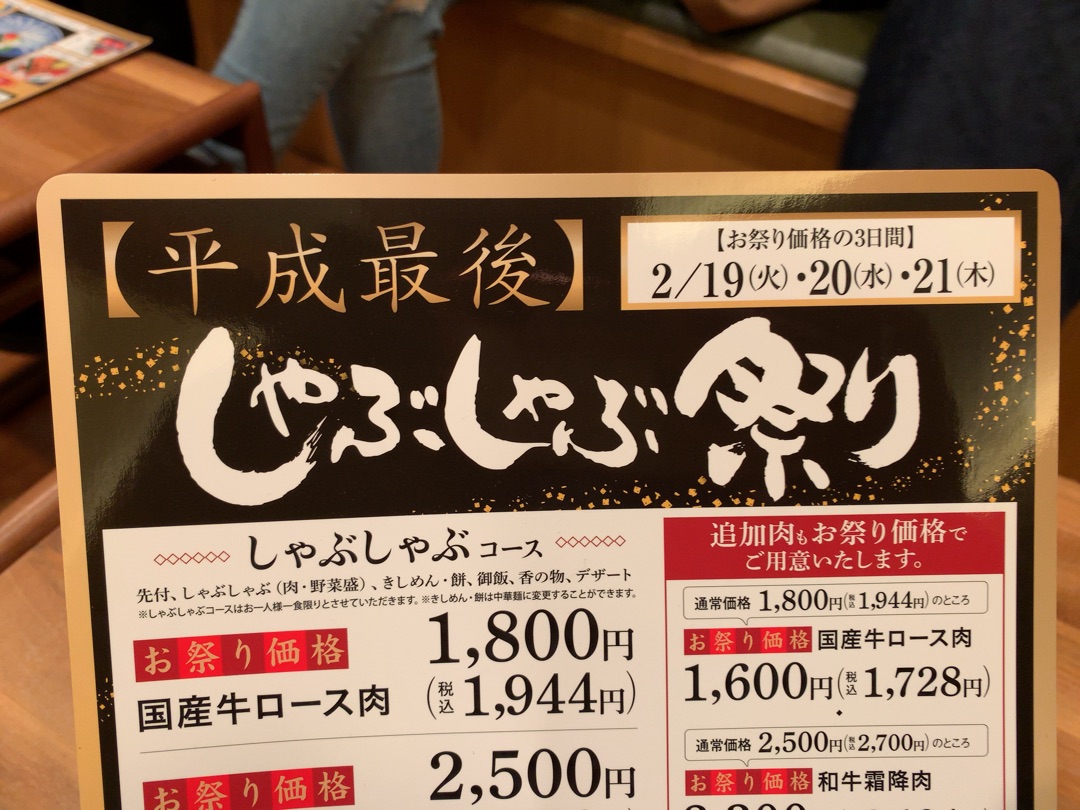 【平成最後】
【お祭り価格の3日間】
2/19(火)・20(水)・21(木)
しゃぶしゃぶ祭り
しゃぶしゃぶコース
先付、しゃぶしゃぶ(肉・野菜盛)、きしめん・餅、御飯、香の物、デザート
※しゃぶしゃぶコースはお一人様一食限りとさせていただきます。※きしめん・餅は中華麺に変更することができます。
お祭り価格
国産牛ロース肉
1,800円
(税込1,944円)
お祭り価格
2,500円
追加肉もお祭り価格で
ご用意いたします。
通常価格 1,800円(税込1,944円)のところ
お祭り価格 国産牛ロース肉
1,600円(税込1,728円)
通常価格 2,500円(税込2,700円)のところ
お祭り価格 和牛霜降肉